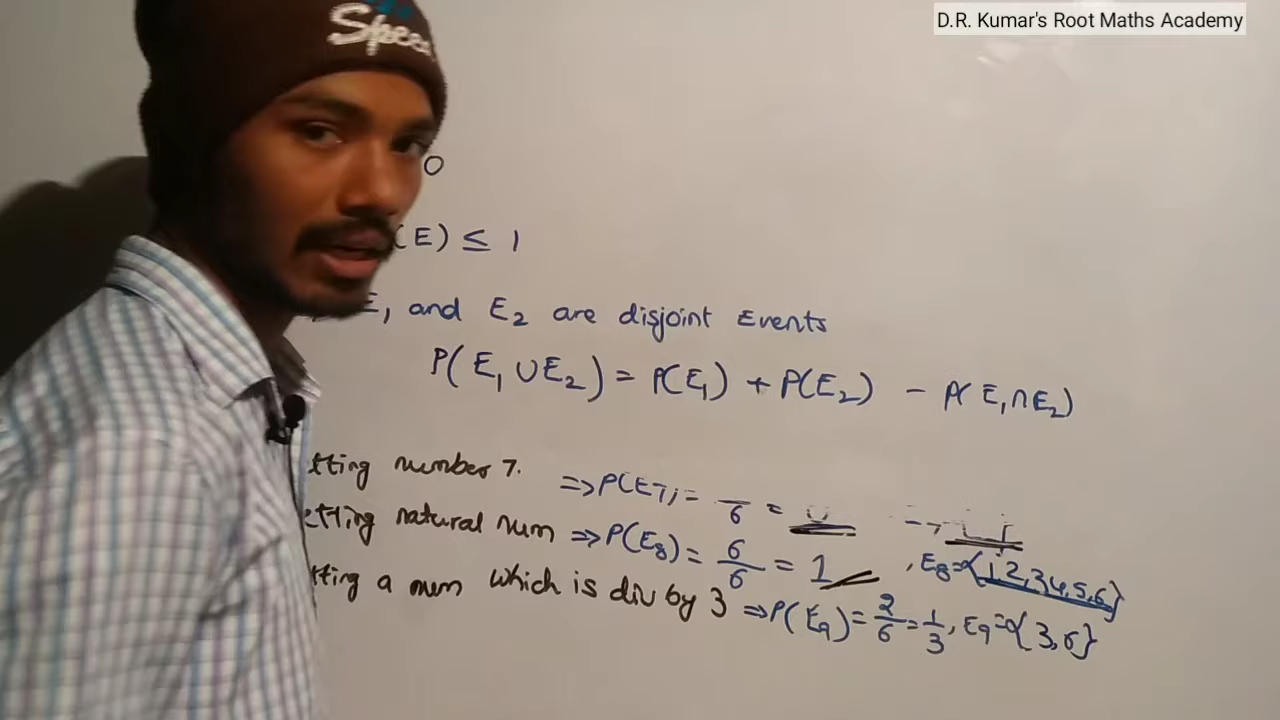 D.R. Kumar's Root Maths Academy
Spee
0
(E) ≤ 1
E₁ and E₂ are disjoint Events
P( E₁ ∪ E₂ ) = P(E₁) + P(E₂) - P( E₁ ∩ E₂)
tting number 7. ⇒ P(E7) = /6 =
etting natural num ⇒ P(E₈) = 6/6 = 1 , E₈ = {1,2,3,4,5,6}
tting a num which is div by 3 ⇒ P(E₉) = 2/6 = 1/3, E₉ = {3,6}